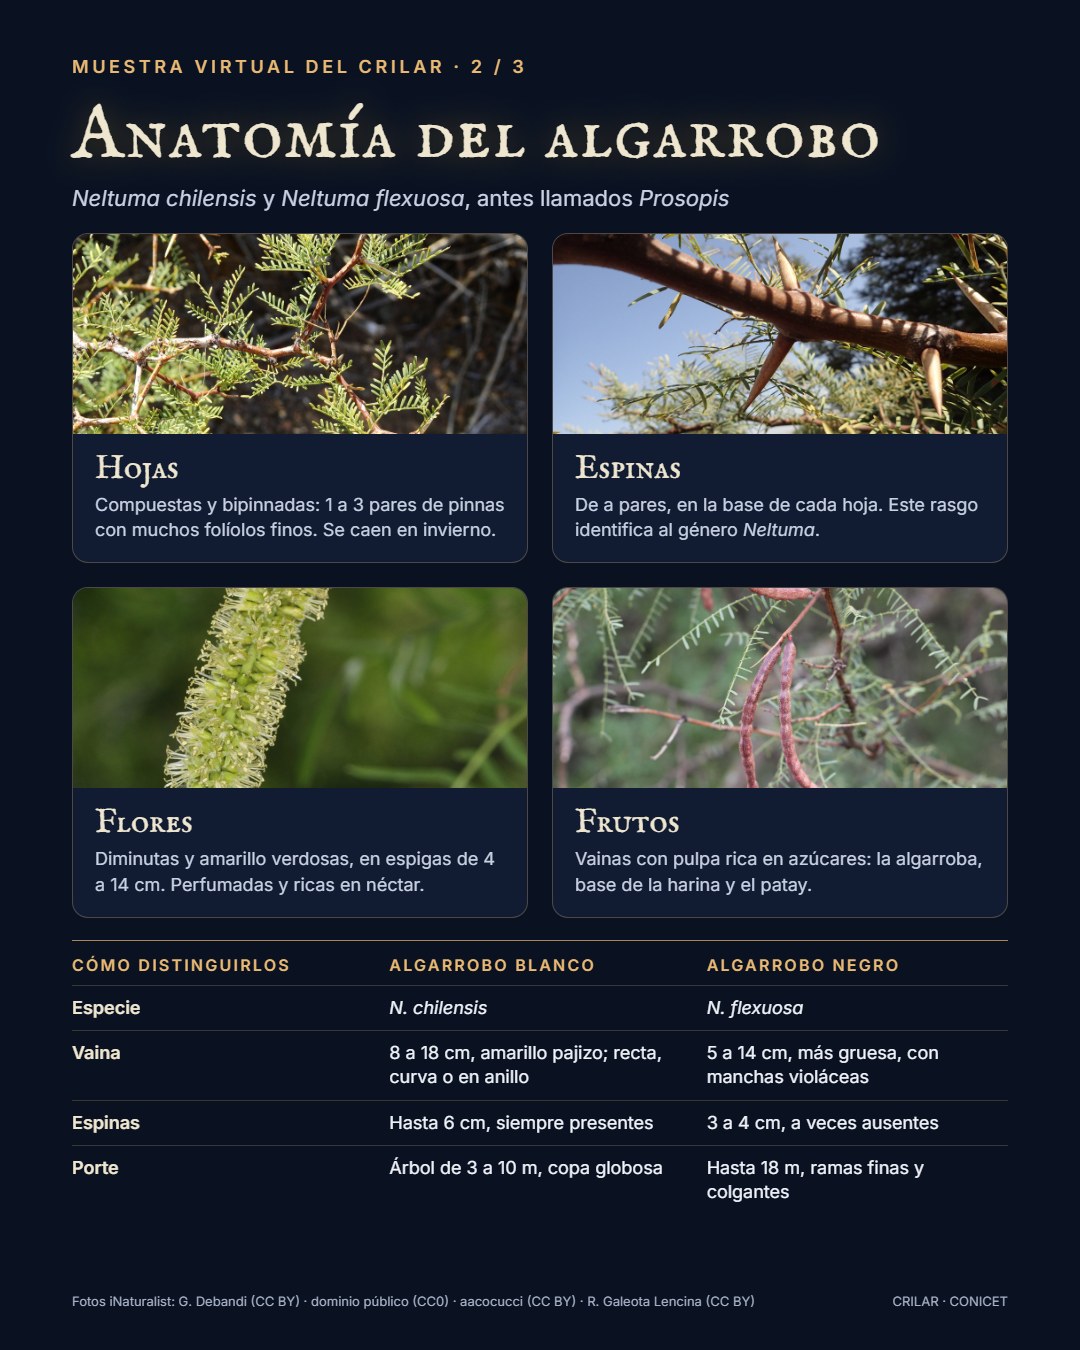 MUESTRA VIRTUAL DEL CRILAR · 2 / 3
Anatomía del algarrobo
Neltuma chilensis y Neltuma flexuosa, antes llamados Prosopis
Hojas
Compuestas y bipinnadas: 1 a 3 pares de pinnas
con muchos folíolos finos. Se caen en invierno.
Espinas
De a pares, en la base de cada hoja. Este rasgo
identifica al género Neltuma.
Flores
Diminutas y amarillo verdosas, en espigas de 4
a 14 cm. Perfumadas y ricas en néctar.
Frutos
Vainas con pulpa rica en azúcares: la algarroba,
base de la harina y el patay.
CÓMO DISTINGUIRLOS ALGARROBO BLANCO ALGARROBO NEGRO
Especie N. chilensis N. flexuosa
Vaina 8 a 18 cm, amarillo pajizo; recta, 5 a 14 cm, más gruesa, con
curva o en anillo manchas violáceas
Espinas Hasta 6 cm, siempre presentes 3 a 4 cm, a veces ausentes
Porte Árbol de 3 a 10 m, copa globosa Hasta 18 m, ramas finas y
colgantes
Fotos iNaturalist: G. Debandi (CC BY) · dominio público (CC0) · aacocucci (CC BY) · R. Galeota Lencina (CC BY) CRILAR · CONICET